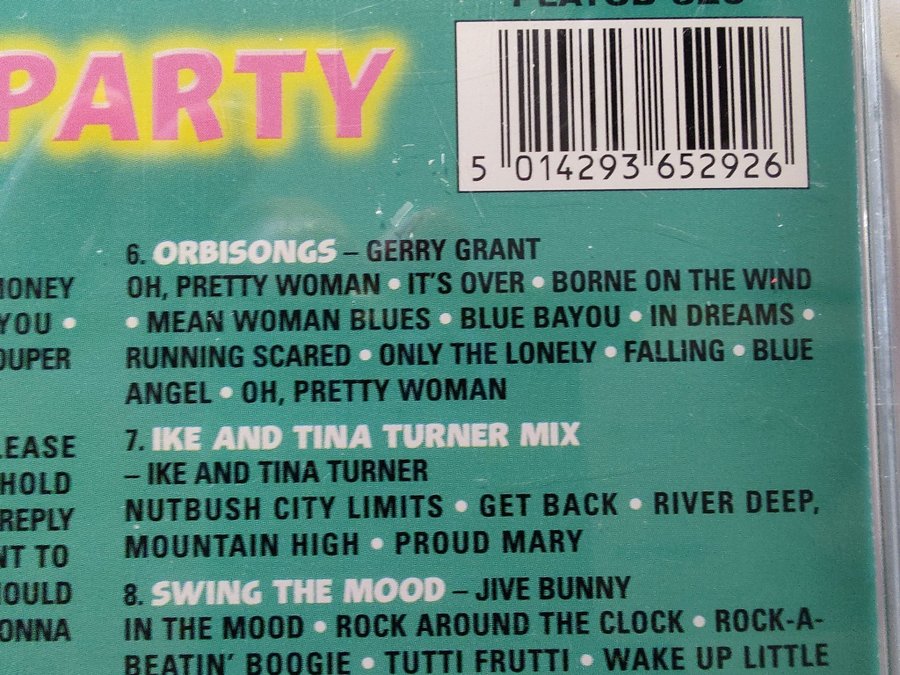 PARTY
5 014293 652926
6. ORBISONGS – GERRY GRANT
OH, PRETTY WOMAN • IT'S OVER • BORNE ON THE WIND
• MEAN WOMAN BLUES • BLUE BAYOU • IN DREAMS •
RUNNING SCARED • ONLY THE LONELY • FALLING • BLUE
ANGEL • OH, PRETTY WOMAN
7. IKE AND TINA TURNER MIX
– IKE AND TINA TURNER
NUTBUSH CITY LIMITS • GET BACK • RIVER DEEP,
MOUNTAIN HIGH • PROUD MARY
8. SWING THE MOOD – JIVE BUNNY
IN THE MOOD • ROCK AROUND THE CLOCK • ROCK-A-
BEATIN' BOOGIE • TUTTI FRUTTI • WAKE UP LITTLE
YOU •
HOLD
REPLY
TO